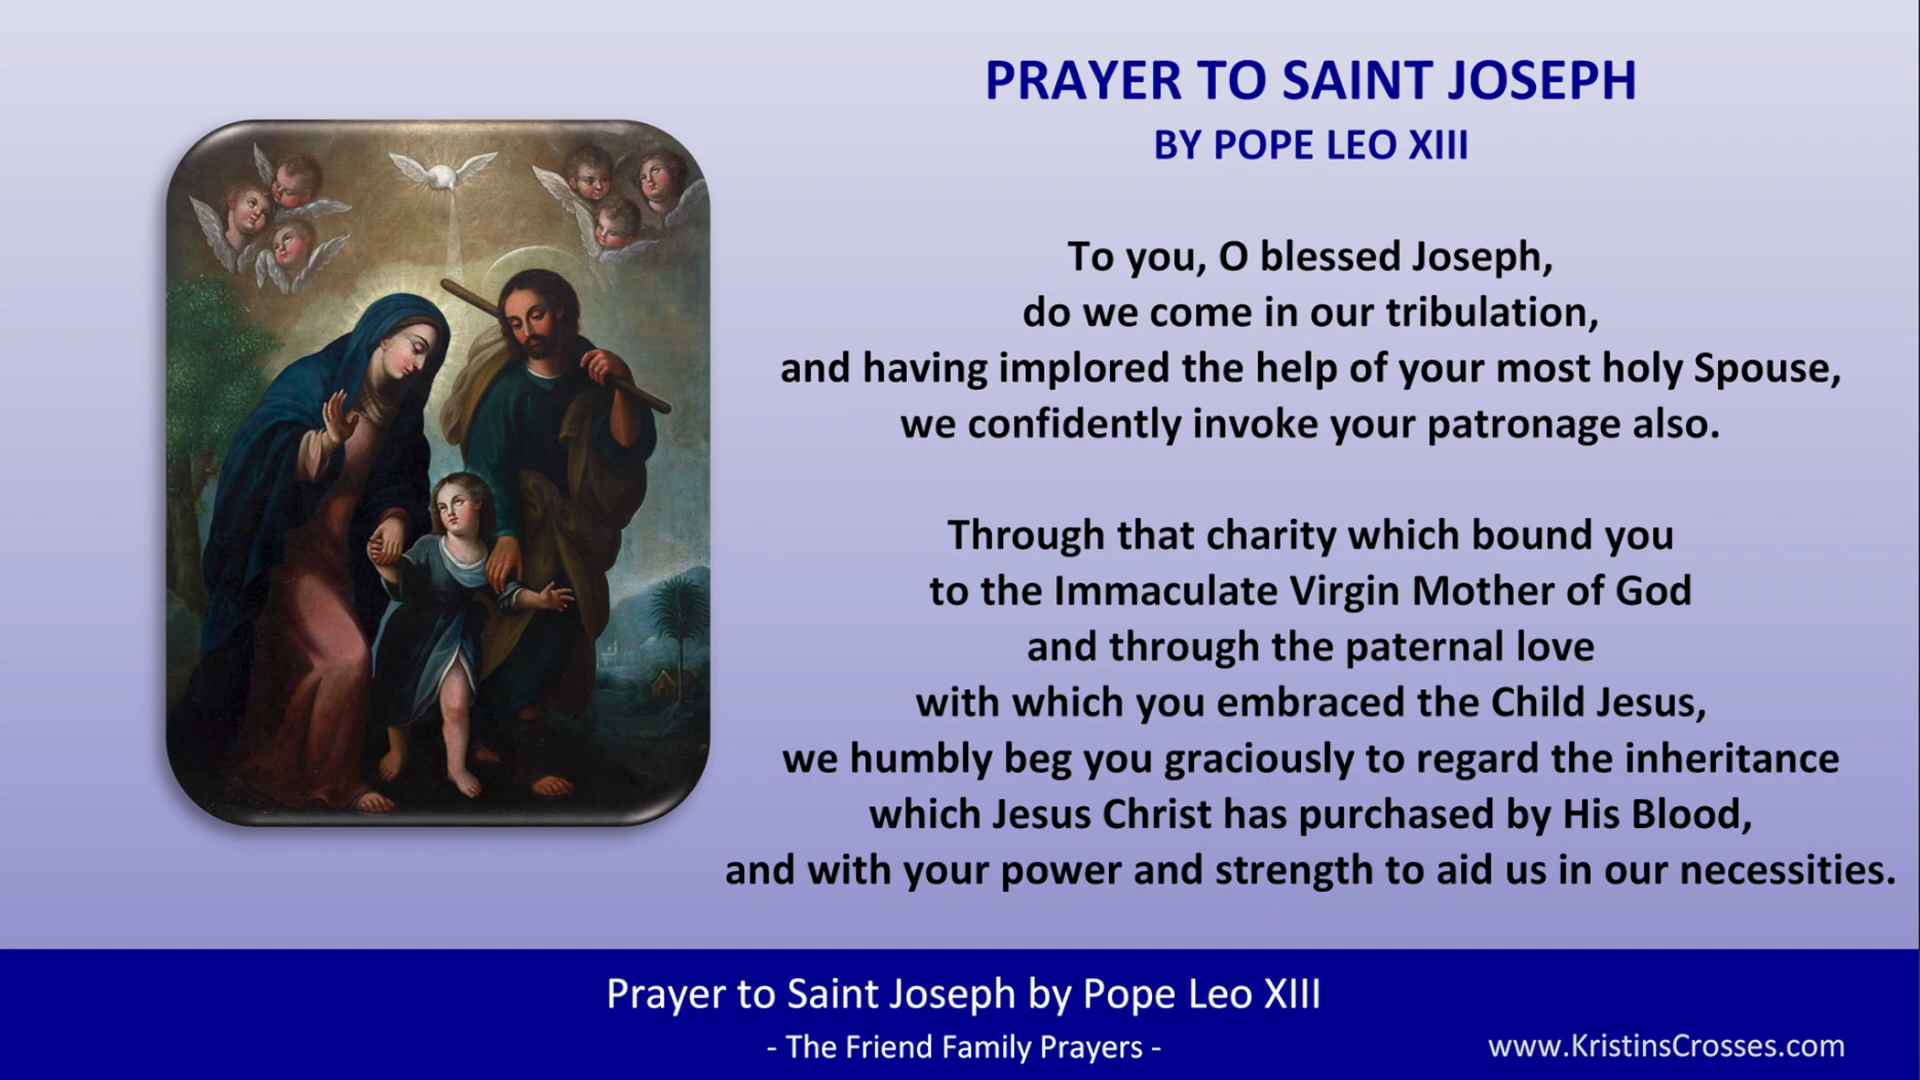 PRAYER TO SAINT JOSEPH
BY POPE LEO XIII
To you, O blessed Joseph,
do we come in our tribulation,
and having implored the help of your most holy Spouse,
we confidently invoke your patronage also.
Through that charity which bound you
to the Immaculate Virgin Mother of God
and through the paternal love
with which you embraced the Child Jesus,
we humbly beg you graciously to regard the inheritance
which Jesus Christ has purchased by His Blood,
and with your power and strength to aid us in our necessities.
Prayer to Saint Joseph by Pope Leo XIII
- The Friend Family Prayers -
www.KristinsCrosses.com